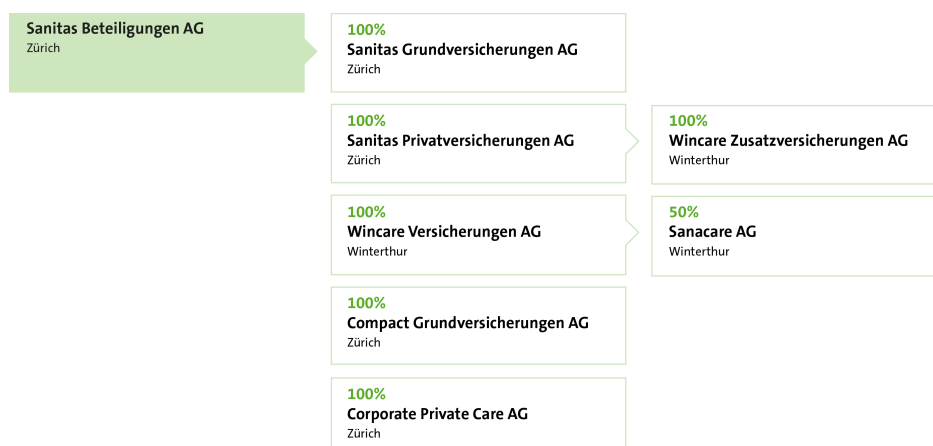 Sanitas Beteiligungen AG
Zürich
100%
Sanitas Grundversicherungen AG
Zürich
100%
Sanitas Privatversicherungen AG
Zürich
100%
Wincare Zusatzversicherungen AG
Winterthur
100%
Wincare Versicherungen AG
Winterthur
50%
Sanacare AG
Winterthur
100%
Compact Grundversicherungen AG
Zürich
100%
Corporate Private Care AG
Zürich